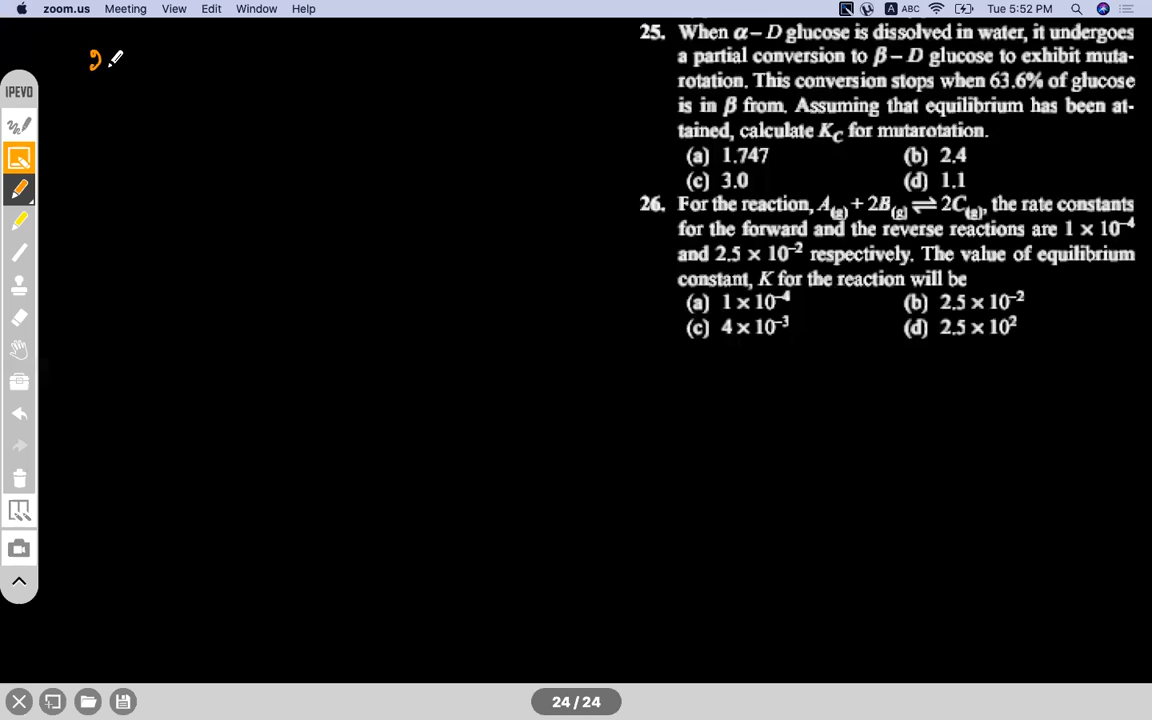 zoom.us Meeting View Edit Window Help ABC Tue 5:52 PM
IPEVO
25. When α – D glucose is dissolved in water, it undergoes
a partial conversion to β – D glucose to exhibit muta-
rotation. This conversion stops when 63.6% of glucose
is in β from. Assuming that equilibrium has been at-
tained, calculate K_C for mutarotation.
(a) 1.747 (b) 2.4
(c) 3.0 (d) 1.1
26. For the reaction, A_(g) + 2B_(g) ⇌ 2C_(g), the rate constants
for the forward and the reverse reactions are 1 × 10⁻⁴
and 2.5 × 10⁻² respectively. The value of equilibrium
constant, K for the reaction will be
(a) 1 × 10⁻⁴ (b) 2.5 × 10⁻²
(c) 4 × 10⁻³ (d) 2.5 × 10²
24 / 24